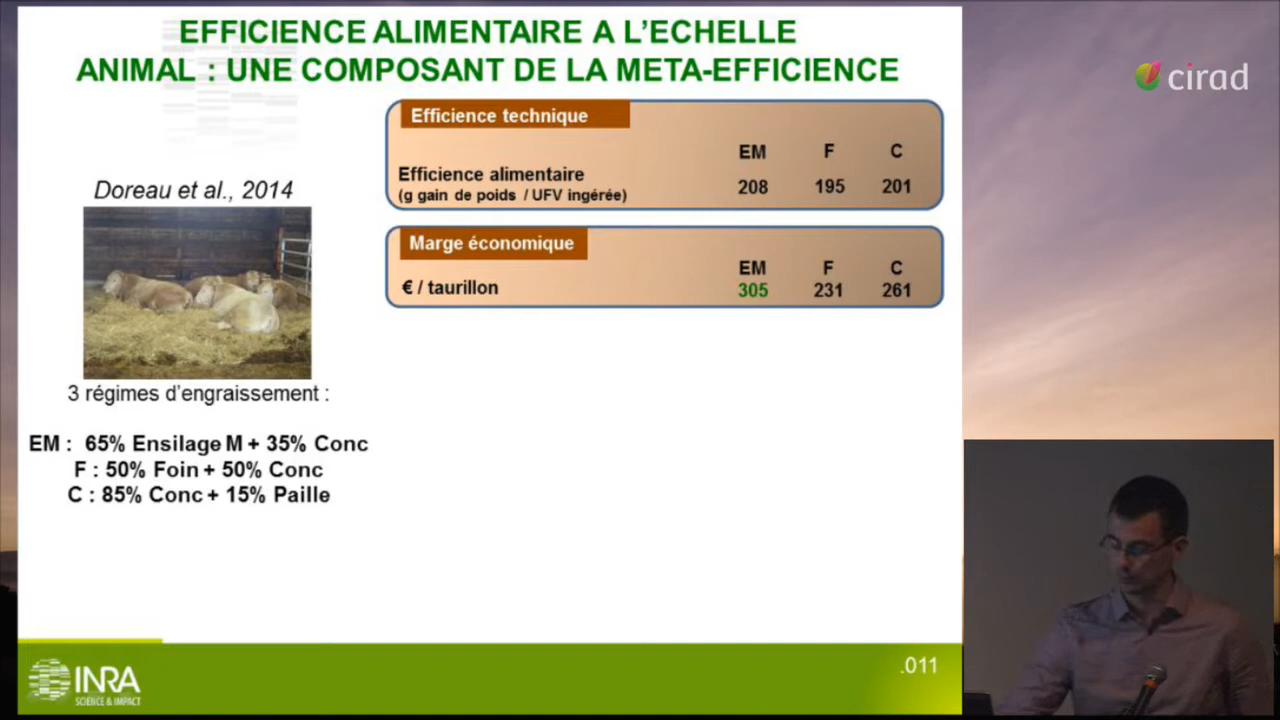 EFFICIENCE ALIMENTAIRE A L'ECHELLE
ANIMAL : UNE COMPOSANT DE LA META-EFFICIENCE
cirad
Doreau et al., 2014
3 régimes d'engraissement :
EM : 65% Ensilage M + 35% Conc
F : 50% Foin + 50% Conc
C : 85% Conc + 15% Paille
Efficience technique
EM F C
Efficience alimentaire
(g gain de poids / UFV ingérée)
208 195 201
Marge économique
EM F C
€ / taurillon 305 231 261
INRA
SCIENCE & IMPACT
.011